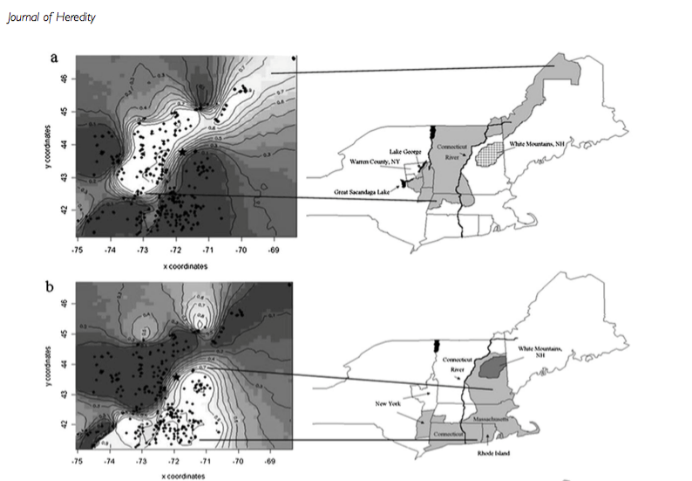 Journal of Heredity
a
y coordinates
46
45
44
43
42
-75 -74 -73 -72 -71 -70 -69
x coordinates
Lake George
Warren County, NY
Great Sacandaga Lake
Connecticut
River
White Mountains, NH
b
y coordinates
46
45
44
43
42
-75 -74 -73 -72 -71 -70 -69
x coordinates
Connecticut
River
White Mountains,
NH
New York
Massachusetts
Connecticut
Rhode Island